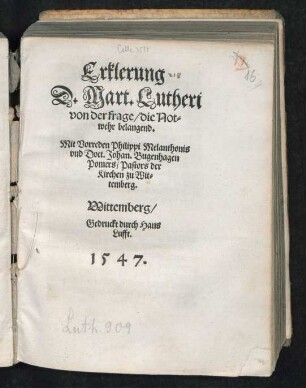 Erklerung
D. Mart. Lutheri
von der frage/die Not-
wehr belangend.
Mit Vorreden Philippi Melanthonis
vnd Doct. Johan. Bugenhagen
Pomers/Pastors der
Kirchen zu Wit-
temberg.
Wittemberg/
Gedruckt durch Hans
Lufft.
1547.
Luth. 909